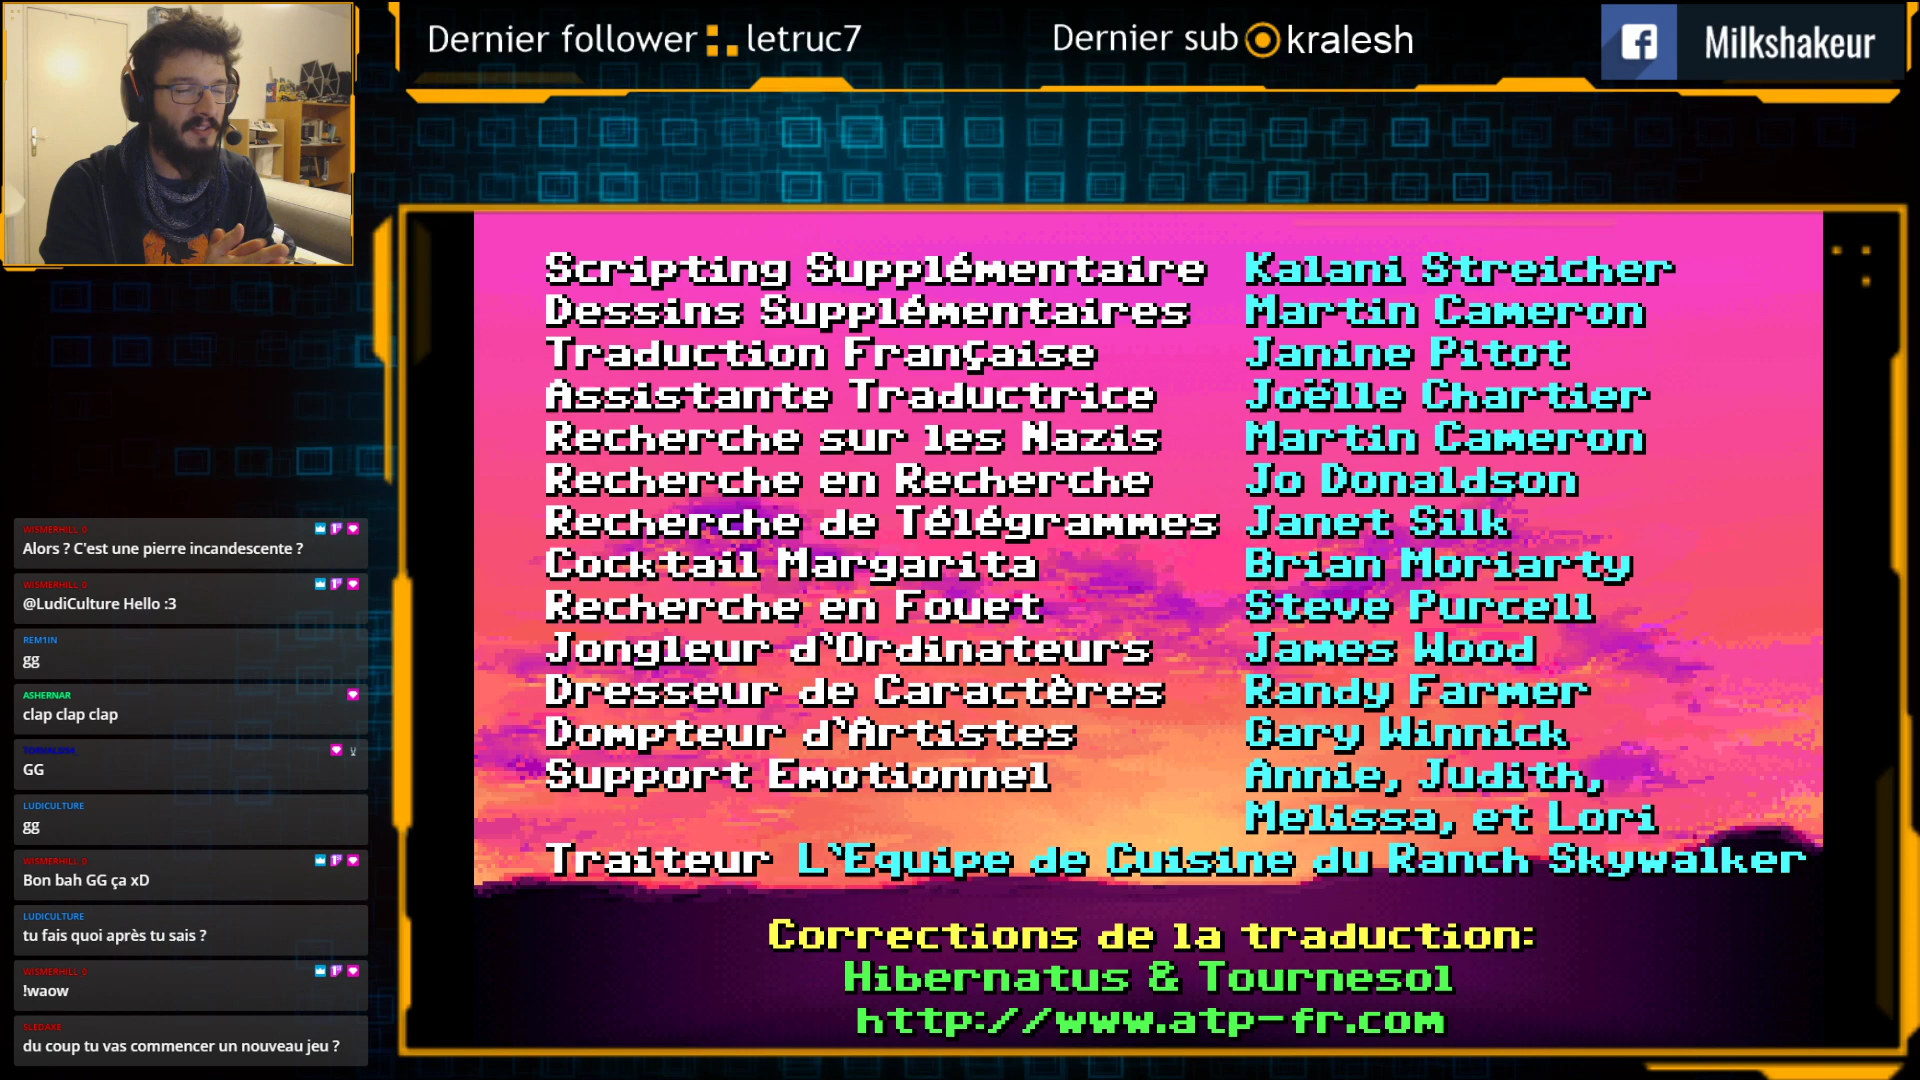 Dernier follower letruc7
Dernier sub kralesh
Milkshakeur
Scripting Supplémentaire Kalani Streicher
Dessins Supplémentaires Martin Cameron
Traduction Française Janine Pitot
Assistante Traductrice Joëlle Chartier
Recherche sur les Nazis Martin Cameron
Recherche en Recherche Jo Donaldson
Recherche de Télégrammes Janet Silk
Cocktail Margarita Brian Moriarty
Recherche en Fouet Steve Purcell
Jongleur d'Ordinateurs James Wood
Dresseur de Caractères Randy Farmer
Dompteur d'Artistes Gary Winnick
Support Emotionnel Annie, Judith,
Melissa, et Lori
Traiteur L'Equipe de Cuisine du Ranch Skywalker
Corrections de la traduction:
Hibernatus & Tournesol
http://www.atp-fr.com
WISMERHILL_0
Alors ? C'est une pierre incandescente ?
WISMERHILL_0
@LudiCulture Hello :3
REM1IN
gg
ASHERNAR
clap clap clap
GG
LUDICULTURE
gg
WISMERHILL_0
Bon bah GG ça xD
LUDICULTURE
tu fais quoi après tu sais ?
WISMERHILL_0
!waow
SLEDAXE
du coup tu vas commencer un nouveau jeu ?